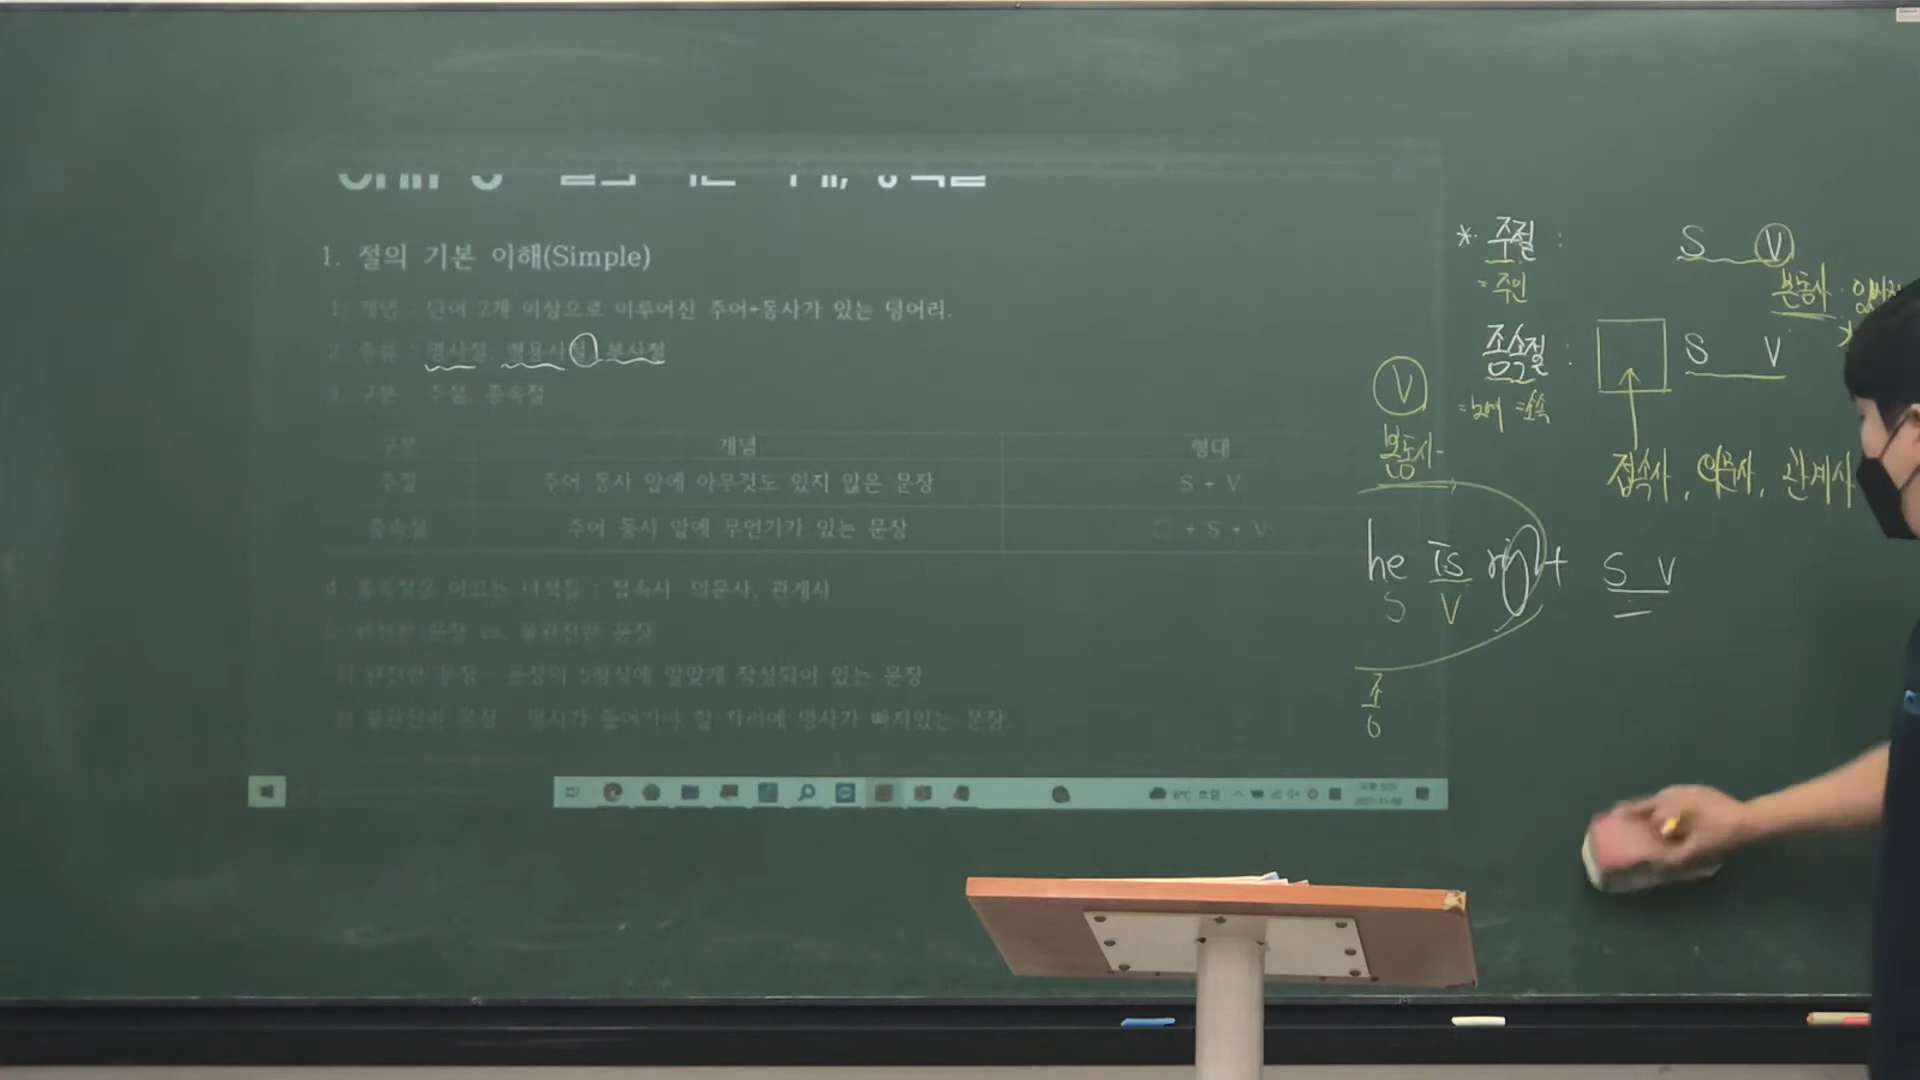 1. 절의 기본 이해(Simple)
1. 개념 : 단어 2개 이상으로 이루어진 주어+동사가 있는 덩어리.
2. 종류 : 명사절, 형용사절, 부사절
3. 구분 : 주절, 종속절
구분 개념 형태
주절 주어 동사 앞에 아무것도 있지 않은 문장 S + V
종속절 주어 동사 앞에 무언가가 있는 문장 □ + S + V
4. 종속절을 이끄는 녀석들 : 접속사, 의문사, 관계사
5. 완전한 문장 vs. 불완전한 문장
1) 완전한 문장 : 문장의 5형식에 알맞게 작성되어 있는 문장
2) 불완전한 문장 : 명사가 들어가야 할 자리에 명사가 빠져있는 문장.
* 주절 : S V
= 주인
본동사
종속절 : S V
= 노예 = 소속
접속사, 의문사, 관계사
V
본동사
he is right S V
S V